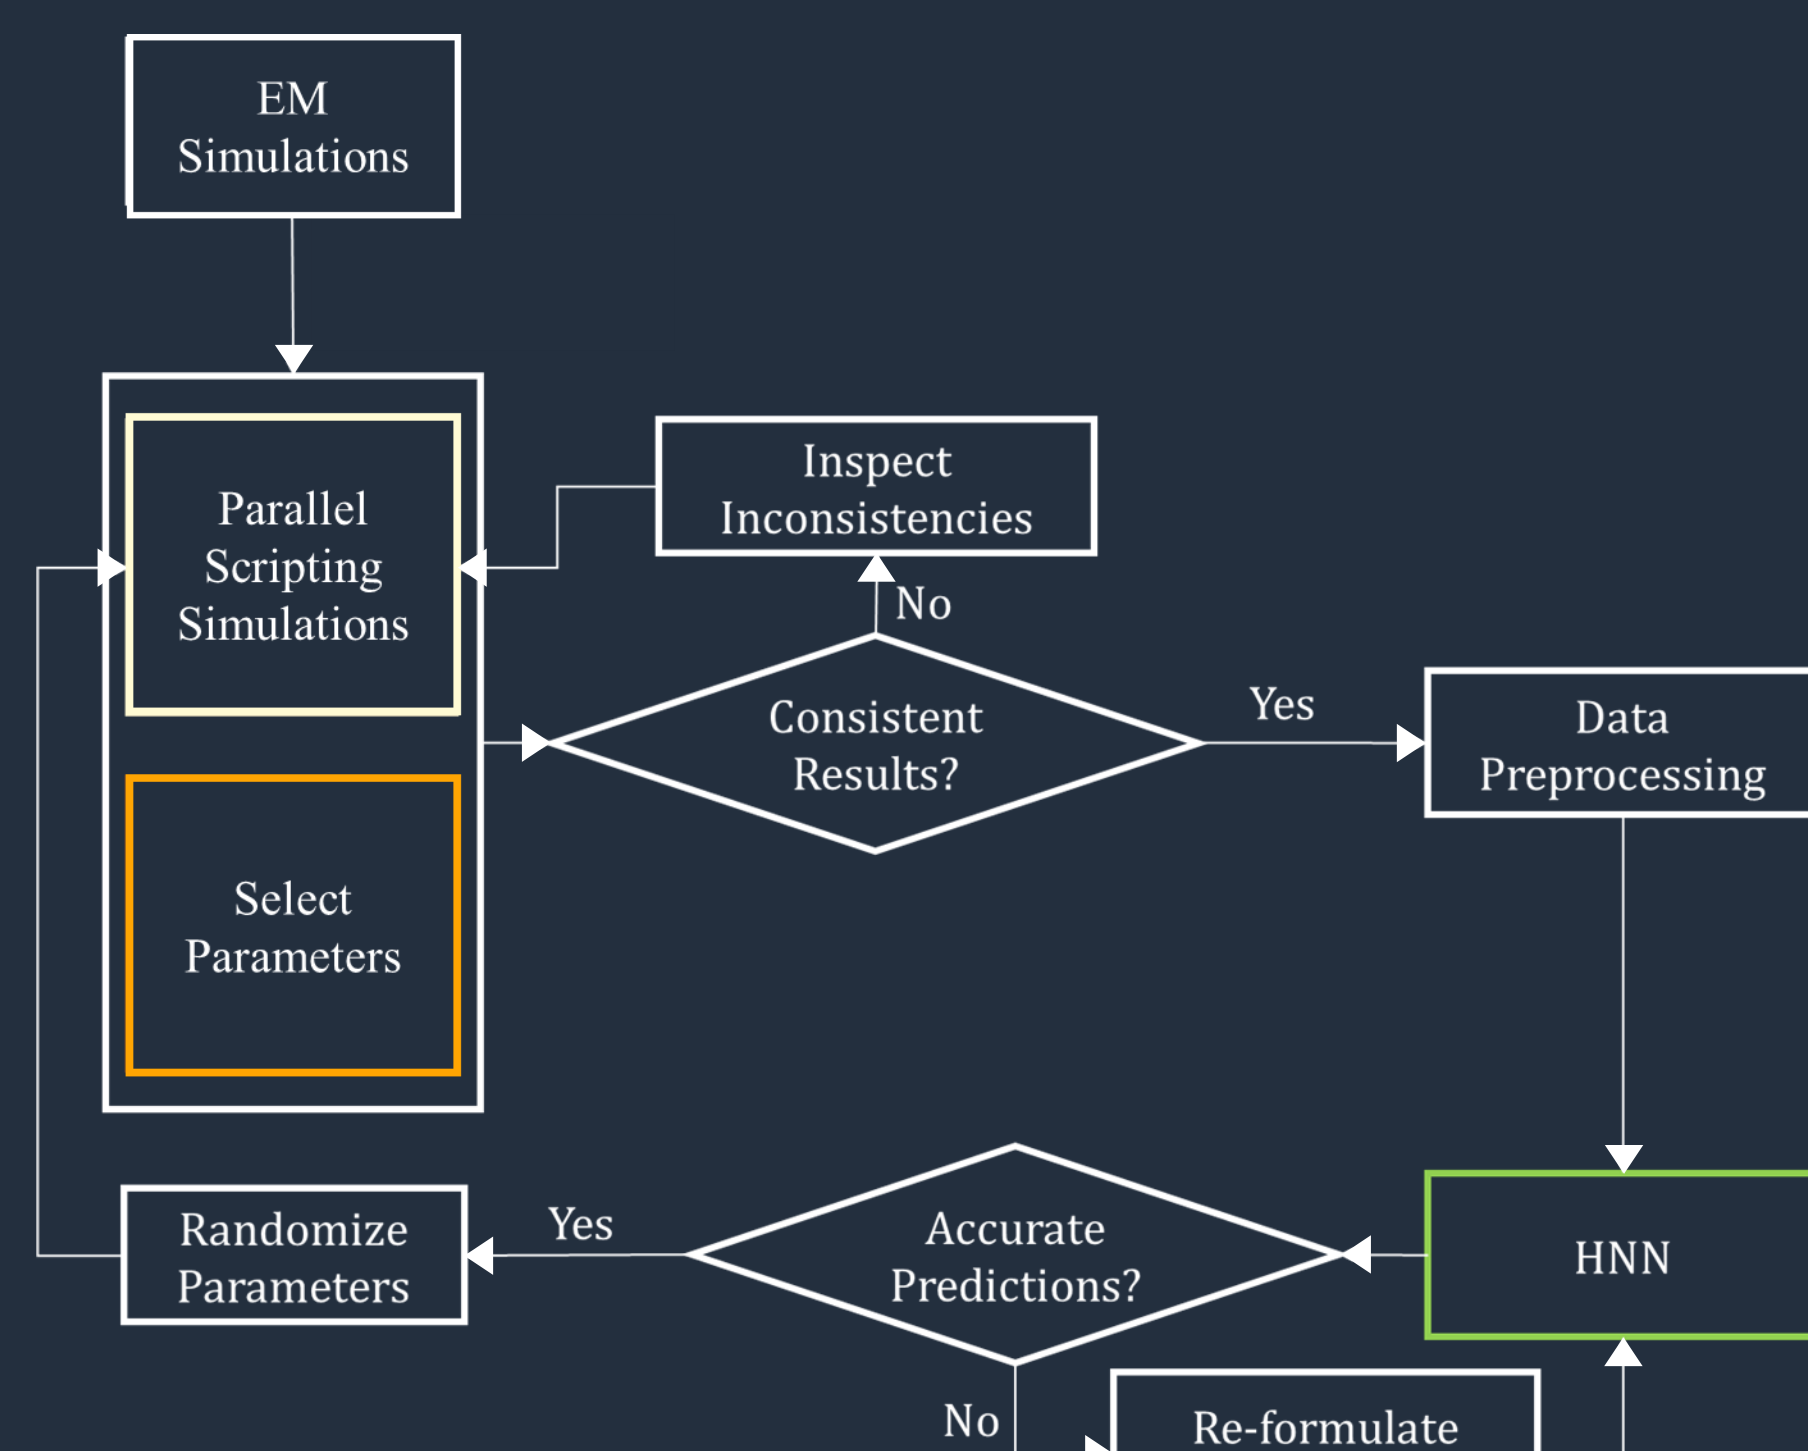 EM
Simulations
Parallel
Scripting
Simulations
Inspect
Inconsistencies
No
Consistent
Results?
Yes
Data
Preprocessing
Select
Parameters
Randomize
Parameters
Yes
Accurate
Predictions?
HNN
No
Re-formulate